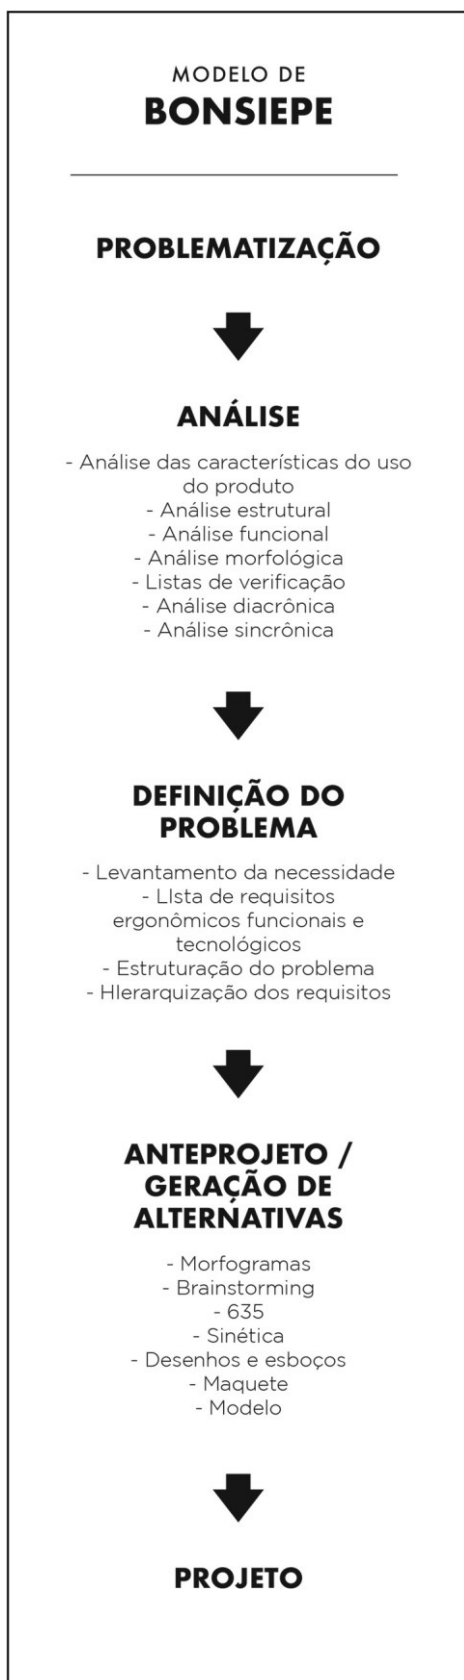 MODELO DE
BONSIEPE
PROBLEMATIZAÇÃO
ANÁLISE
- Análise das características do uso
do produto
- Análise estrutural
- Análise funcional
- Análise morfológica
- Listas de verificação
- Análise diacrônica
- Análise sincrônica
DEFINIÇÃO DO
PROBLEMA
- Levantamento da necessidade
- LIsta de requisitos
ergonômicos funcionais e
tecnológicos
- Estruturação do problema
- HIerarquização dos requisitos
ANTEPROJETO /
GERAÇÃO DE
ALTERNATIVAS
- Morfogramas
- Brainstorming
- 635
- Sinética
- Desenhos e esboços
- Maquete
- Modelo
PROJETO